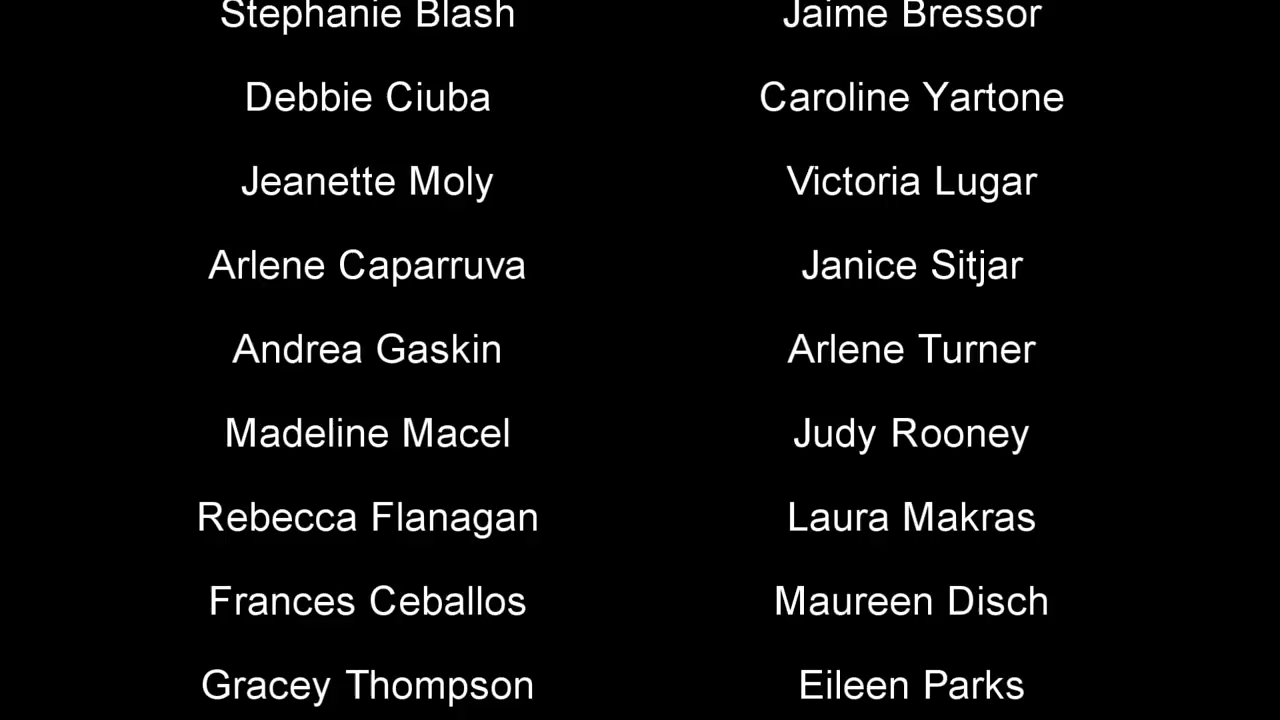 Stephanie Blash Jaime Bressor
Debbie Ciuba Caroline Yartone
Jeanette Moly Victoria Lugar
Arlene Caparruva Janice Sitjar
Andrea Gaskin Arlene Turner
Madeline Macel Judy Rooney
Rebecca Flanagan Laura Makras
Frances Ceballos Maureen Disch
Gracey Thompson Eileen Parks